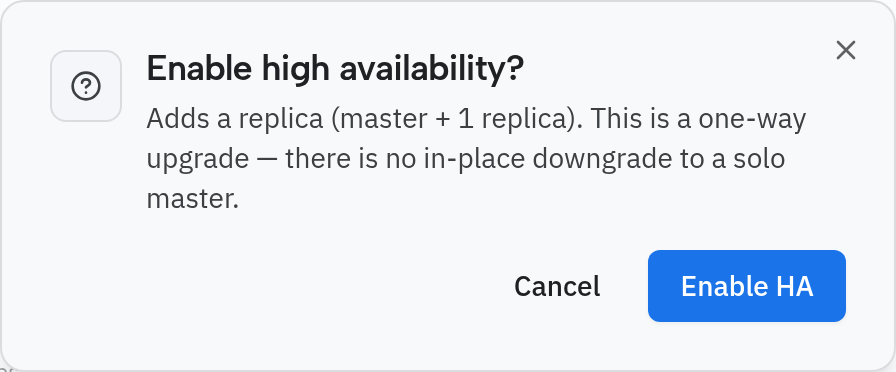 Enable high availability?
Adds a replica (master + 1 replica). This is a one-way
upgrade — there is no in-place downgrade to a solo
master.
Cancel
Enable HA